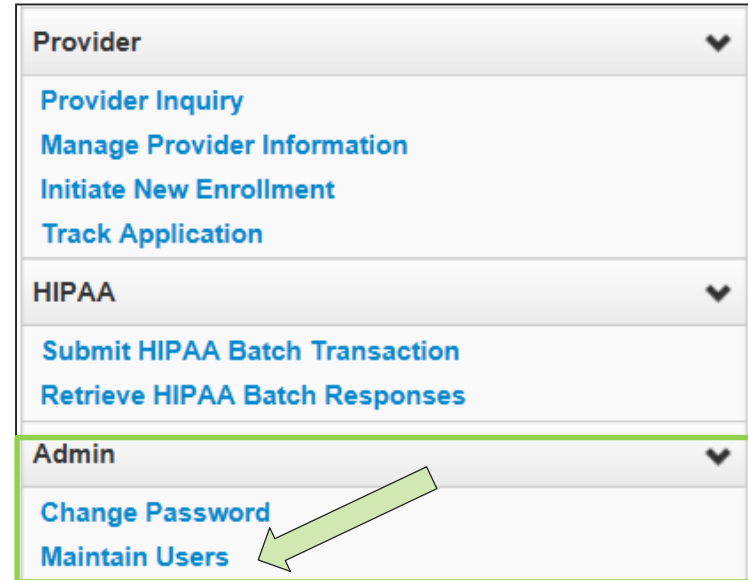 Provider
Provider Inquiry
Manage Provider Information
Initiate New Enrollment
Track Application
HIPAA
Submit HIPAA Batch Transaction
Retrieve HIPAA Batch Responses
Admin
Change Password
Maintain Users